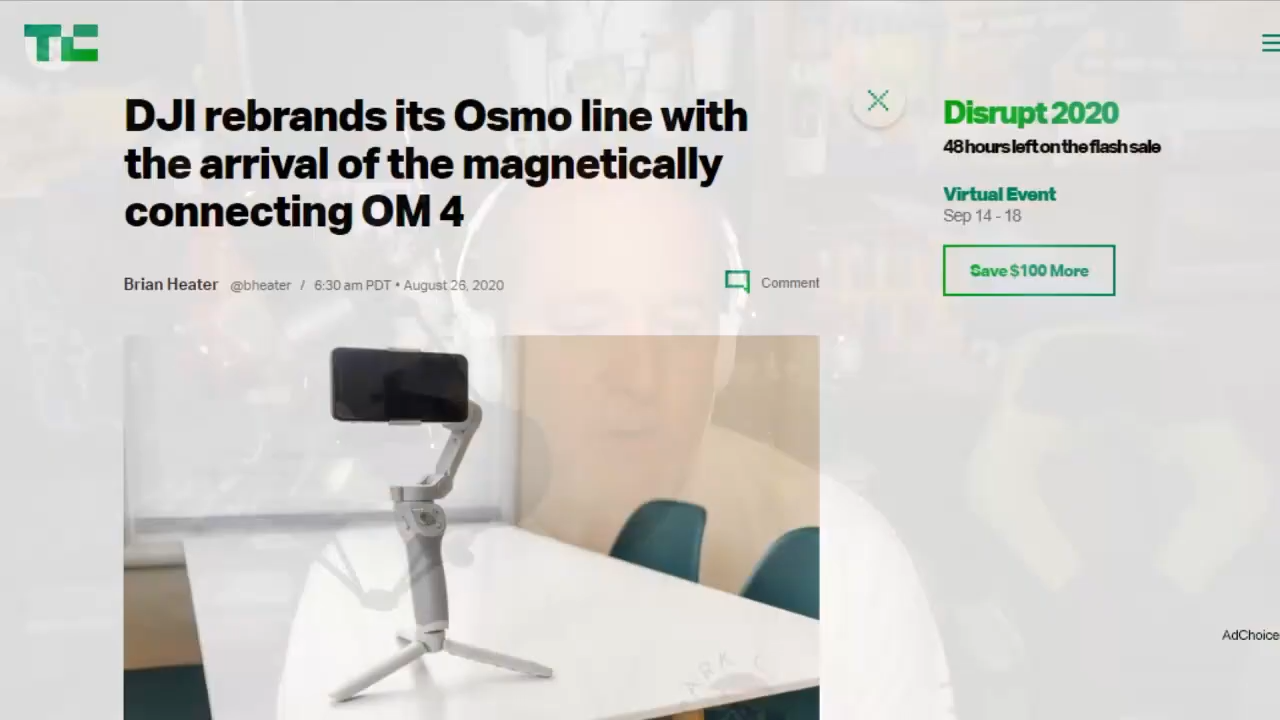 TC
DJI rebrands its Osmo line with
the arrival of the magnetically
connecting OM 4
Brian Heater @bheater / 6:30 am PDT • August 26, 2020
Comment
Disrupt 2020
48 hours left on the flash sale
Virtual Event
Sep 14 - 18
Save $100 More
AdChoice